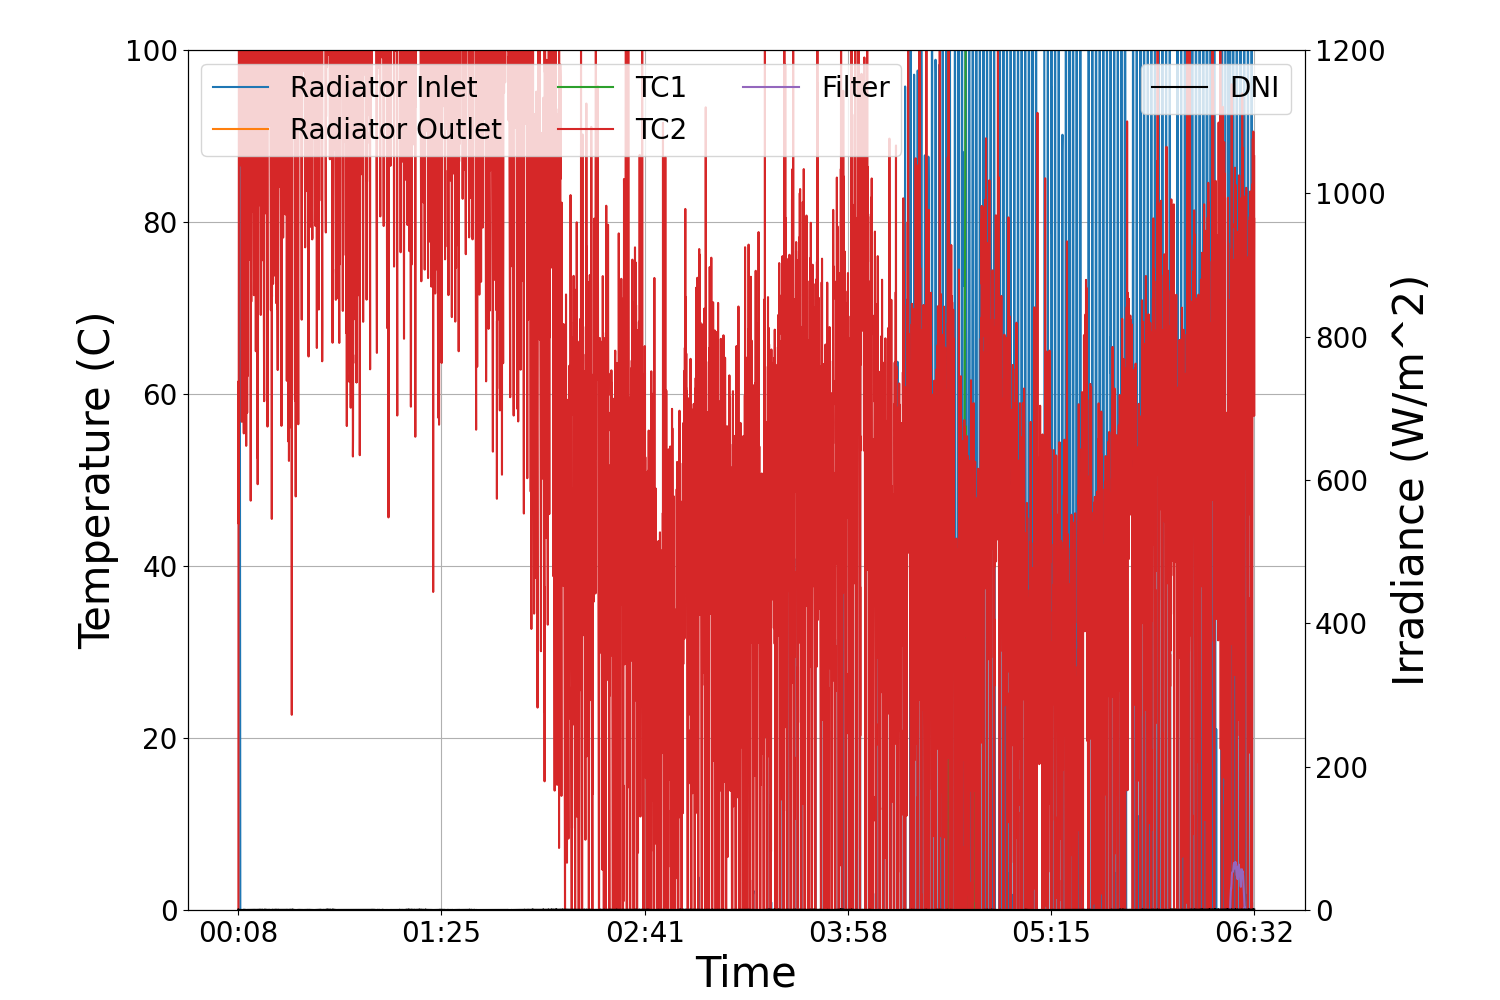 100
80
60
40
20
0
Temperature (C)
Radiator Inlet
Radiator Outlet
TC1
TC2
Filter
DNI
1200
1000
800
600
400
200
0
Irradiance (W/m^2)
00:08
01:25
02:41
03:58
05:15
06:32
Time